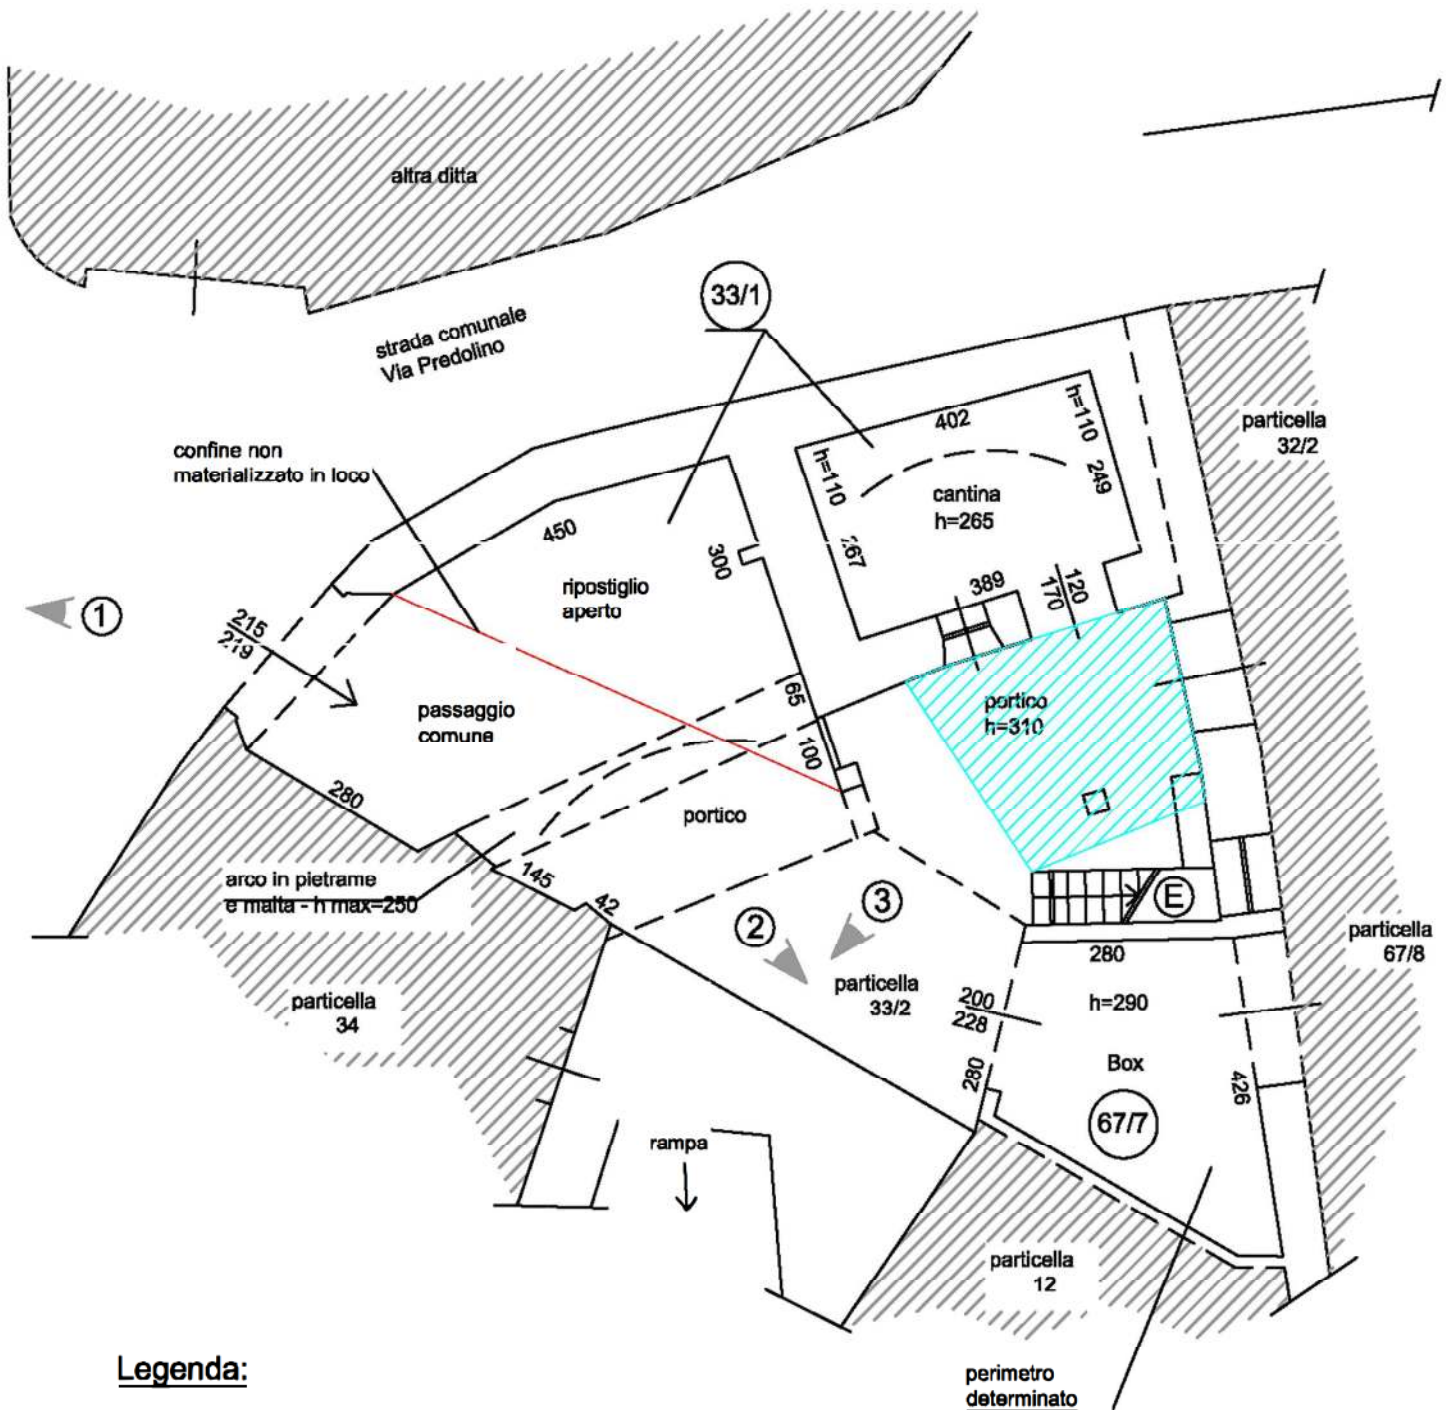 altra ditta
33/1
strada comunale
Via Predolino
confine non
materializzato in loco
402
h=110
249
particella
32/2
h=110
cantina
h=265
450
300
267
ripostiglio
aperto
389
120
170
1
215
219
65
passaggio
comune
portico
h=310
100
280
portico
arco in pietrame
e malta - h max=250
145
42
E
3
2
particella
67/8
280
particella
33/2
200
228
h=290
particella
34
Box
280
426
67/7
rampa
particella
12
Legenda:
perimetro
determinato